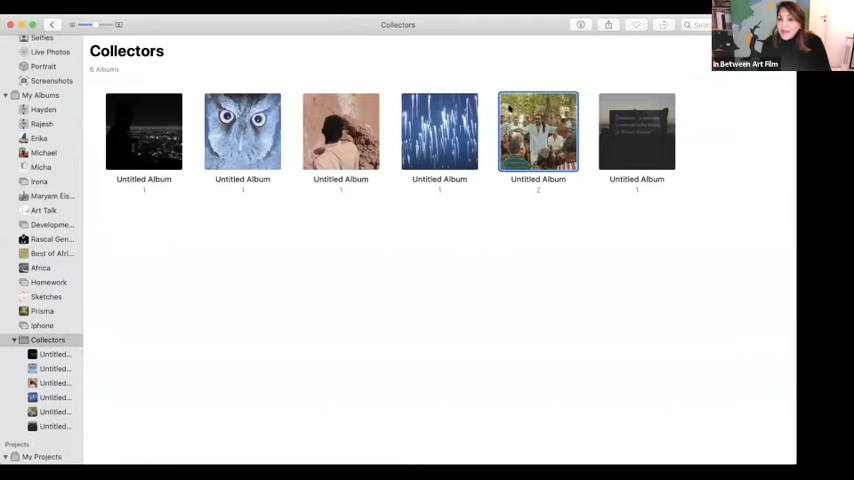 Collectors
Sear
In Between Art Film
Selfies
Live Photos
Portrait
Screenshots
My Albums
Hayden
Rajesh
Erika
Michael
Micha
Irena
Maryam Eis...
Art Talk
Developme...
Rascal Gen...
Best of Afri...
Africa
Homework
Sketches
Prisma
iphone
Collectors
Untitled...
Untitled...
Untitled...
Untitled...
Untitled...
Untitled...
Projects
My Projects
Collectors
6 Albums
Untitled Album Untitled Album Untitled Album Untitled Album Untitled Album Untitled Album
1 1 1 1 2 1